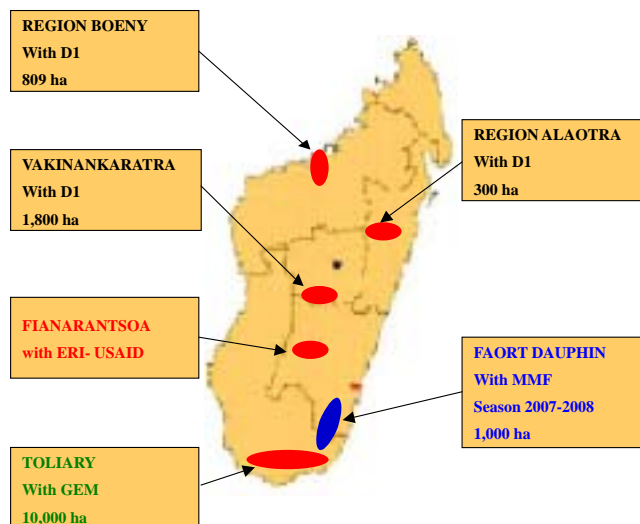 REGION BOENY
With D1
809 ha
VAKINANKARATRA
With D1
1,800 ha
FIANARANTSOA
with ERI- USAID
TOLIARY
With GEM
10,000 ha
REGION ALAOTRA
With D1
300 ha
FAORT DAUPHIN
With MMF
Season 2007-2008
1,000 ha